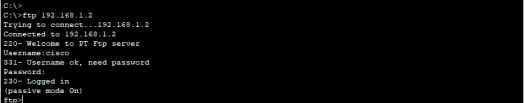 C:\>
C:\>ftp 192.168.1.2
Trying to connect...192.168.1.2
Connected to 192.168.1.2
220- Welcome to PT Ftp server
Username:cisco
331- Username ok, need password
Password:
230- Logged in
(passive mode On)
ftp>